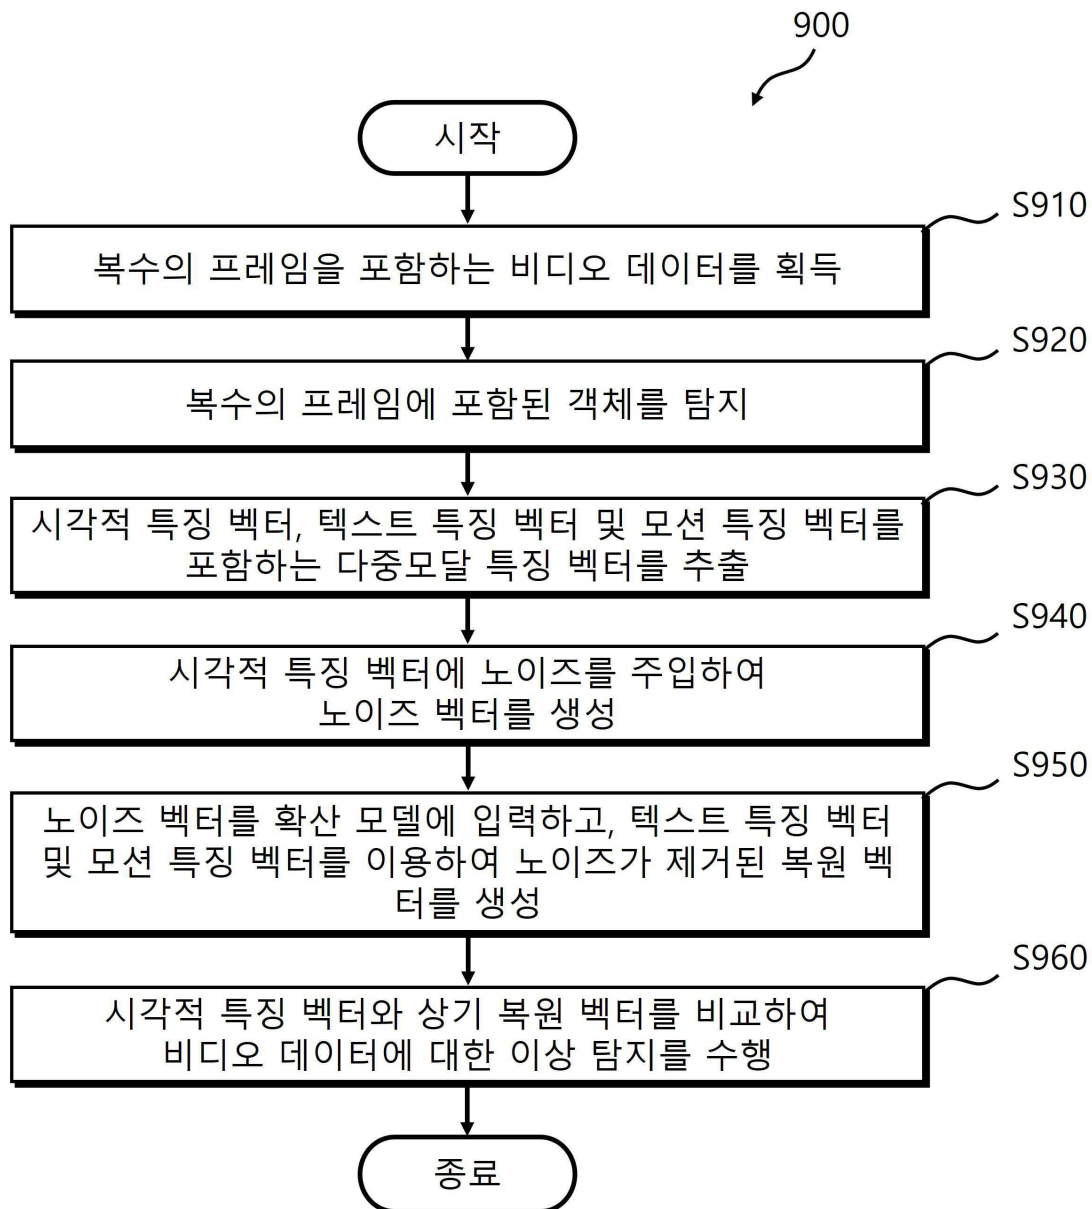 900
시작
S910
복수의 프레임을 포함하는 비디오 데이터를 획득
S920
복수의 프레임에 포함된 객체를 탐지
S930
시각적 특징 벡터, 텍스트 특징 벡터 및 모션 특징 벡터를
포함하는 다중모달 특징 벡터를 추출
S940
시각적 특징 벡터에 노이즈를 주입하여
노이즈 벡터를 생성
S950
노이즈 벡터를 확산 모델에 입력하고, 텍스트 특징 벡터
및 모션 특징 벡터를 이용하여 노이즈가 제거된 복원 벡
터를 생성
S960
시각적 특징 벡터와 상기 복원 벡터를 비교하여
비디오 데이터에 대한 이상 탐지를 수행
종료